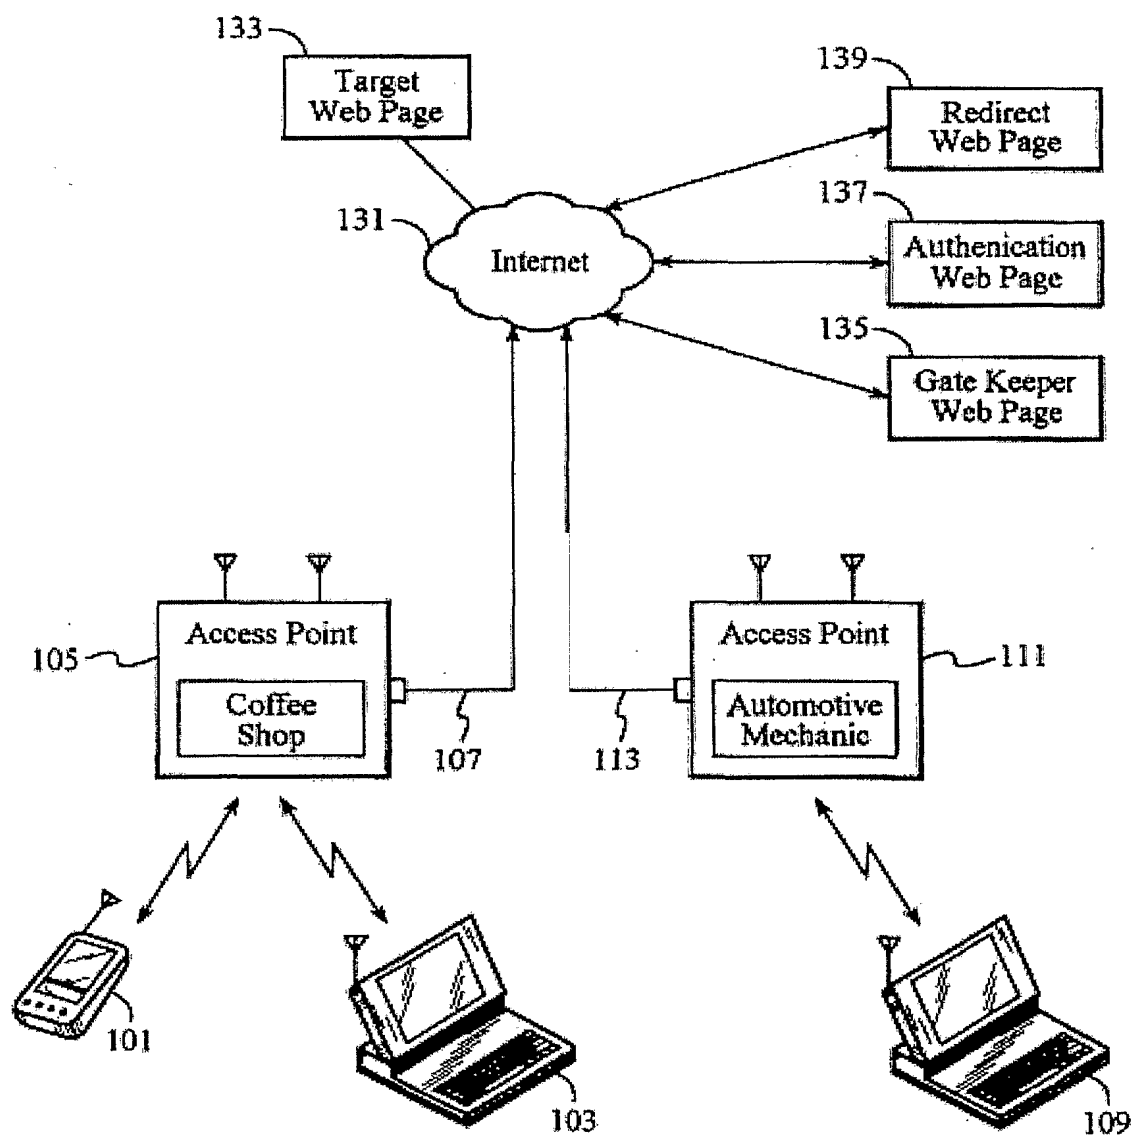 133
Target
Web Page
139
Redirect
Web Page
137
Authenication
Web Page
131
Internet
135
Gate Keeper
Web Page
Access Point
105
Coffee
Shop
107
Access Point
111
Automotive
Mechanic
113
101
103
109